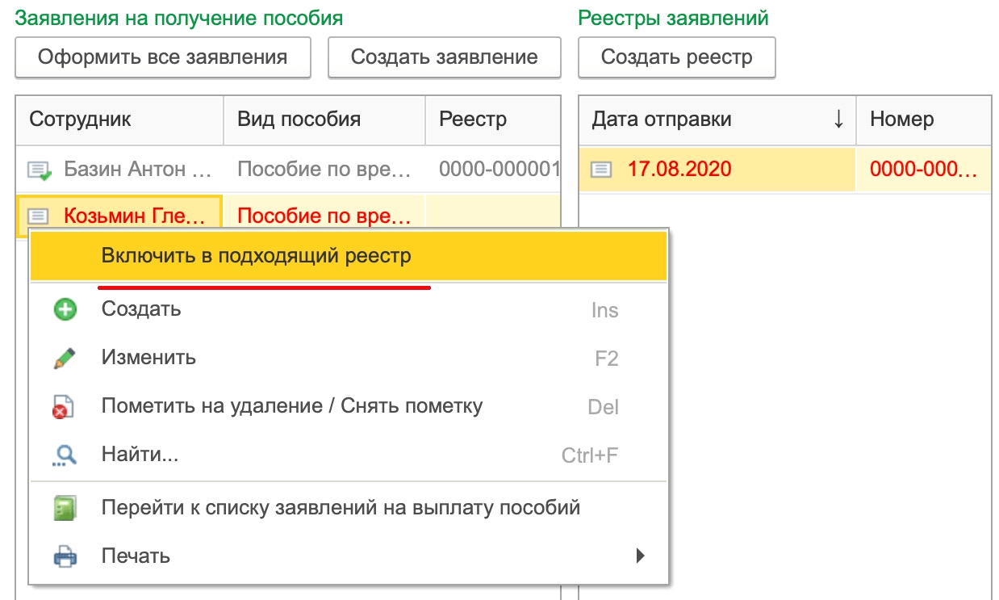 Заявления на получение пособия
Реестры заявлений
Оформить все заявления
Создать заявление
Создать реестр
Сотрудник
Вид пособия
Реестр
Дата отправки ↓
Номер
Базин Антон ...
Пособие по вре...
0000-000001
17.08.2020
0000-000...
Козьмин Гле...
Пособие по вре...
Включить в подходящий реестр
Создать Ins
Изменить F2
Пометить на удаление / Снять пометку Del
Найти... Ctrl+F
Перейти к списку заявлений на выплату пособий
Печать